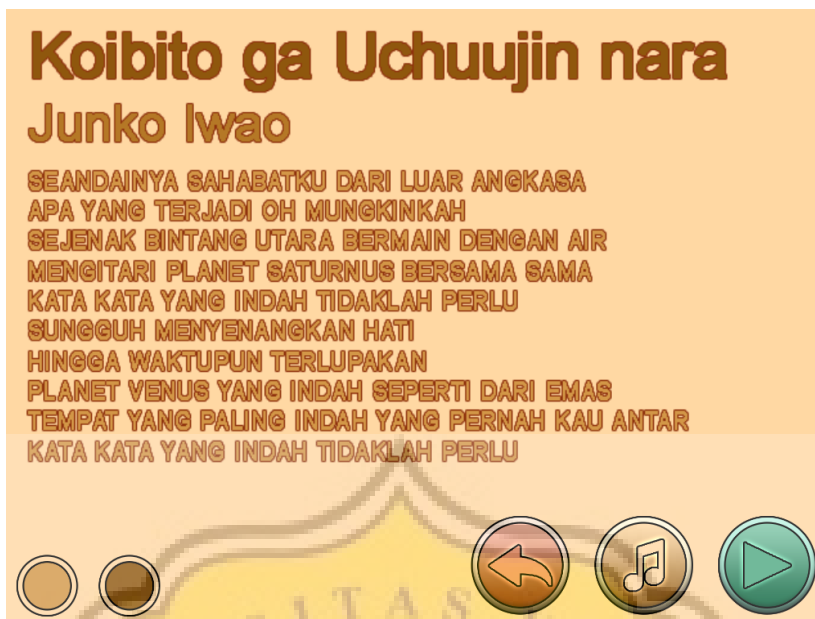 Koibito ga Uchuujin nara
Junko Iwao
SEANDAINYA SAHABATKU DARI LUAR ANGKASA
APA YANG TERJADI OH MUNGKINKAH
SEJENAK BINTANG UTARA BERMAIN DENGAN AIR
MENGITARI PLANET SATURNUS BERSAMA SAMA
KATA KATA YANG INDAH TIDAKLAH PERLU
SUNGGUH MENYENANGKAN HATI
HINGGA WAKTUPUN TERLUPAKAN
PLANET VENUS YANG INDAH SEPERTI DARI EMAS
TEMPAT YANG PALING INDAH YANG PERNAH KAU ANTAR
KATA KATA YANG INDAH TIDAKLAH PERLU